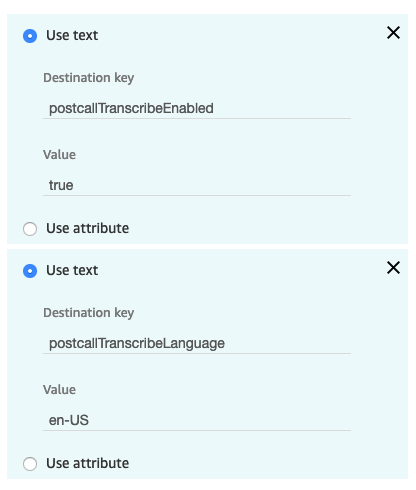 Use text
Destination key
postcallTranscribeEnabled
Value
true
Use attribute
Use text
Destination key
postcallTranscribeLanguage
Value
en-US
Use attribute